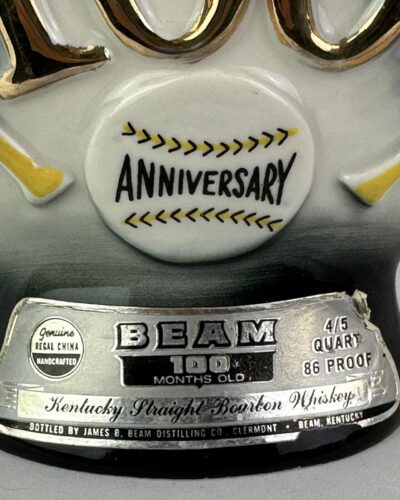 100
ANNIVERSARY
Genuine
REGAL CHINA
HANDCRAFTED
BEAM
100
MONTHS OLD
4/5
QUART
86 PROOF
Kentucky Straight Bourbon Whiskey
BOTTLED BY JAMES B. BEAM DISTILLING CO., CLERMONT • BEAM, KENTUCKY